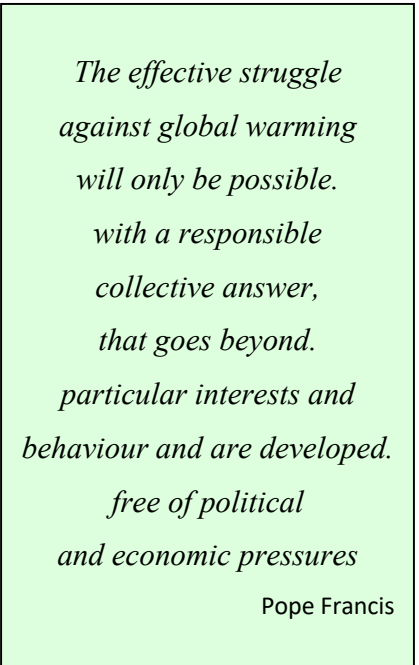 The effective struggle
against global warming
will only be possible.
with a responsible
collective answer,
that goes beyond.
particular interests and
behaviour and are developed.
free of political
and economic pressures
Pope Francis